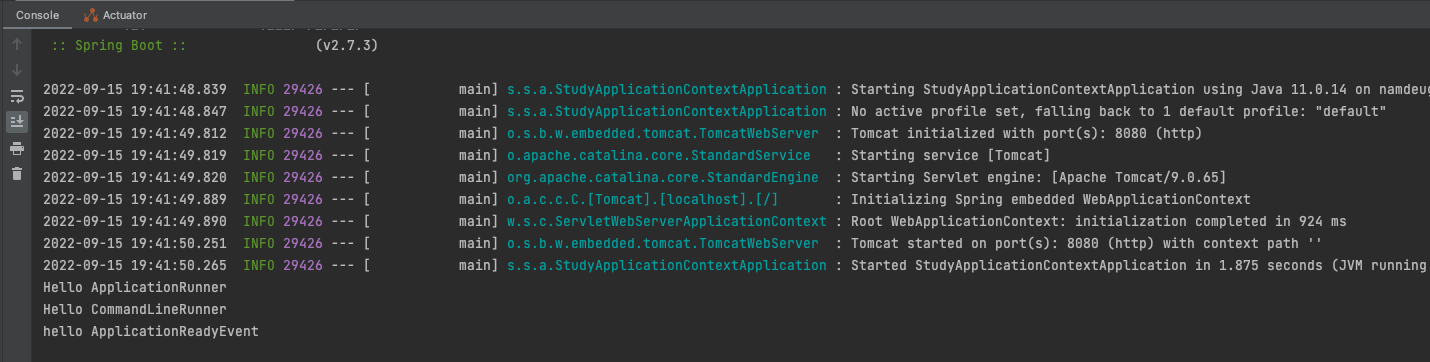 Console Actuator
:: Spring Boot ::                (v2.7.3)
2022-09-15 19:41:48.839  INFO 29426 --- [           main] s.s.a.StudyApplicationContextApplication : Starting StudyApplicationContextApplication using Java 11.0.14 on namdeug
2022-09-15 19:41:48.847  INFO 29426 --- [           main] s.s.a.StudyApplicationContextApplication : No active profile set, falling back to 1 default profile: "default"
2022-09-15 19:41:49.812  INFO 29426 --- [           main] o.s.b.w.embedded.tomcat.TomcatWebServer  : Tomcat initialized with port(s): 8080 (http)
2022-09-15 19:41:49.819  INFO 29426 --- [           main] o.apache.catalina.core.StandardService   : Starting service [Tomcat]
2022-09-15 19:41:49.820  INFO 29426 --- [           main] org.apache.catalina.core.StandardEngine  : Starting Servlet engine: [Apache Tomcat/9.0.65]
2022-09-15 19:41:49.889  INFO 29426 --- [           main] o.a.c.c.C.[Tomcat].[localhost].[/]       : Initializing Spring embedded WebApplicationContext
2022-09-15 19:41:49.890  INFO 29426 --- [           main] w.s.c.ServletWebServerApplicationContext : Root WebApplicationContext: initialization completed in 924 ms
2022-09-15 19:41:50.251  INFO 29426 --- [           main] o.s.b.w.embedded.tomcat.TomcatWebServer  : Tomcat started on port(s): 8080 (http) with context path ''
2022-09-15 19:41:50.265  INFO 29426 --- [           main] s.s.a.StudyApplicationContextApplication : Started StudyApplicationContextApplication in 1.875 seconds (JVM running
Hello ApplicationRunner
Hello CommandLineRunner
hello ApplicationReadyEvent